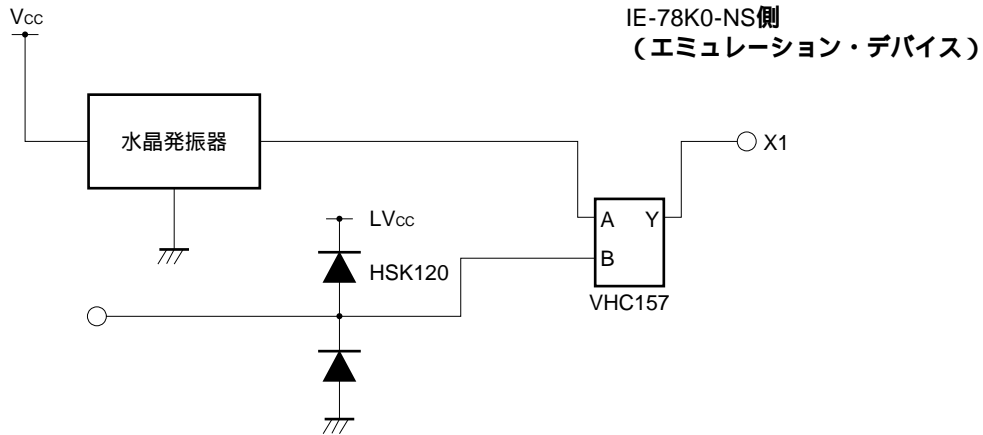 Vcc
IE-78K0-NS側
(エミュレーション・デバイス)
水晶発振器
X1
LVcc
A Y
HSK120
B
VHC157